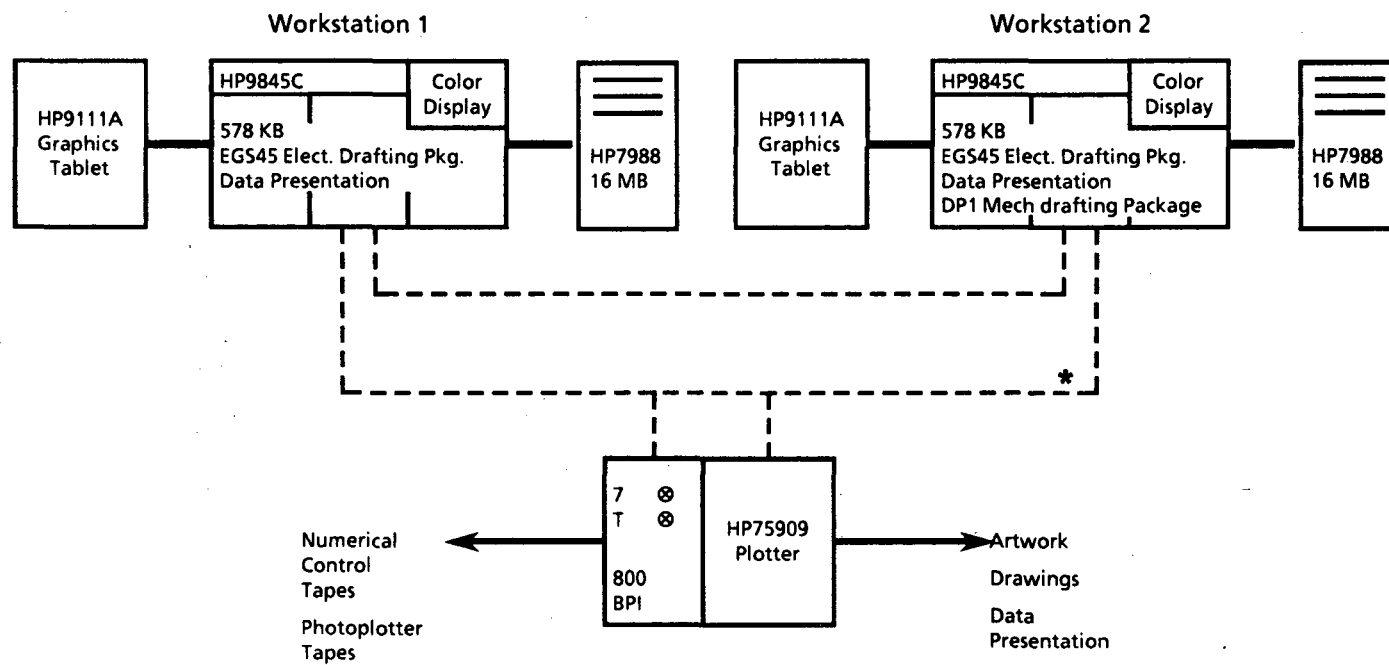 Workstation 1
Workstation 2
HP9111A
Graphics
Tablet
HP9845C
Color
Display
578 KB
EGS45 Elect. Drafting Pkg.
Data Presentation
HP7988
16 MB
HP9111A
Graphics
Tablet
HP9845C
Color
Display
578 KB
EGS45 Elect. Drafting Pkg.
Data Presentation
DP1 Mech drafting Package
HP7988
16 MB
*
7
T
800
BPI
HP75909
Plotter
Numerical
Control
Tapes
Photoplotter
Tapes
Artwork
Drawings
Data
Presentation